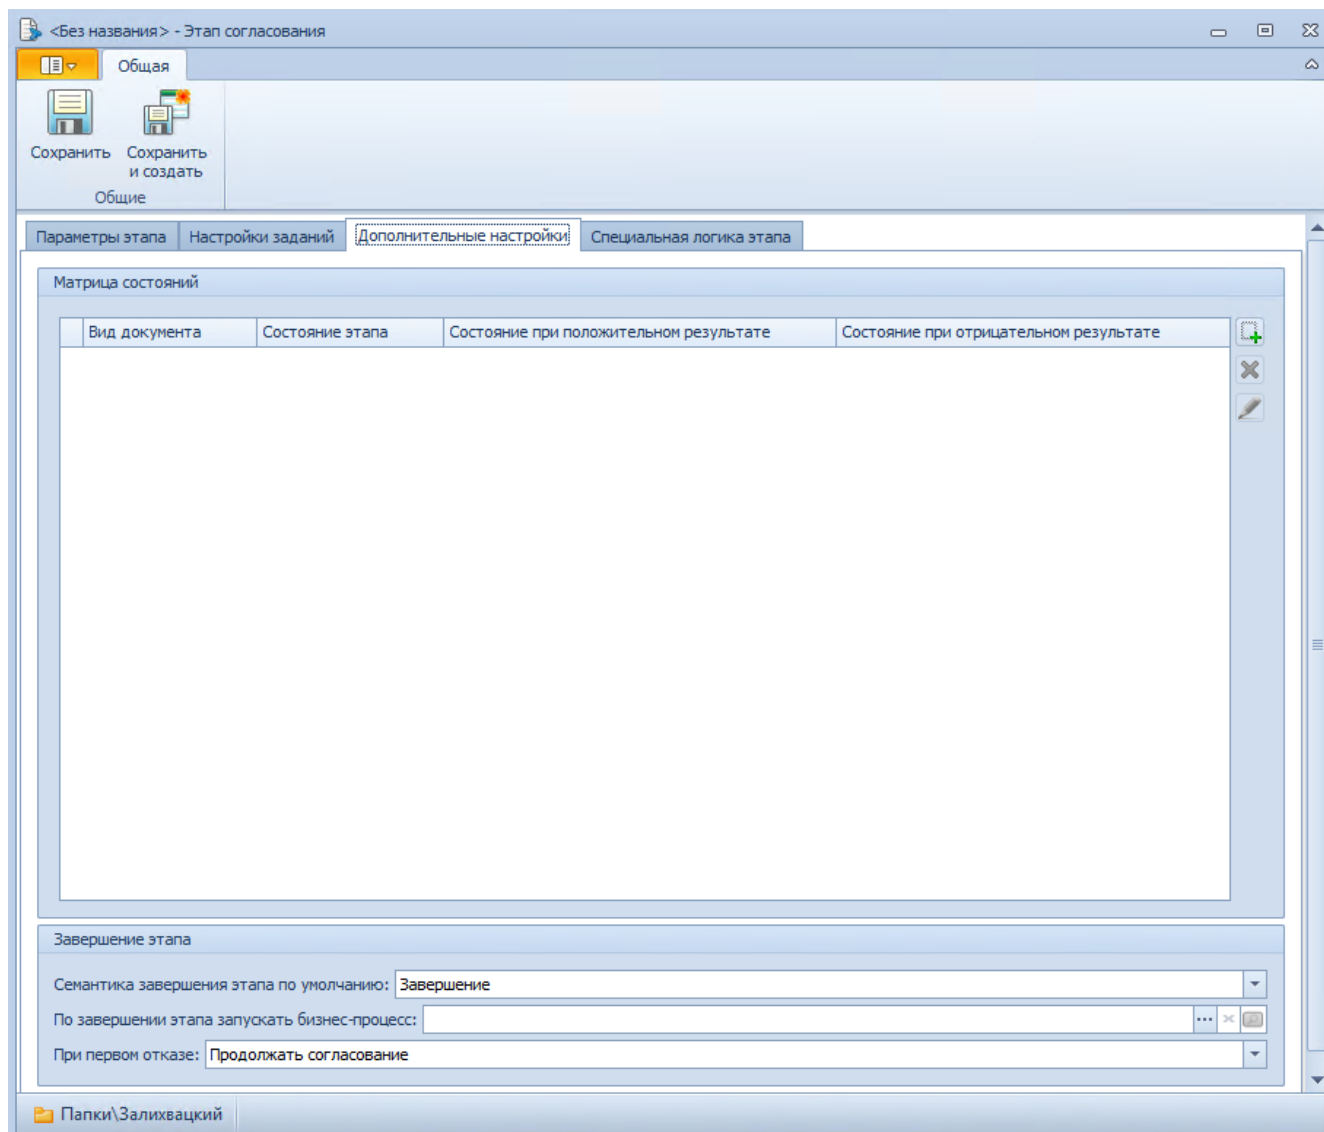 <Без названия> - Этап согласования
Общая
Сохранить Сохранить и создать
Общие
Параметры этапа Настройки заданий Дополнительные настройки Специальная логика этапа
Матрица состояний
Вид документа Состояние этапа Состояние при положительном результате Состояние при отрицательном результате
Завершение этапа
Семантика завершения этапа по умолчанию: Завершение
По завершении этапа запускать бизнес-процесс:
При первом отказе: Продолжать согласование
Папки\Залихвацкий